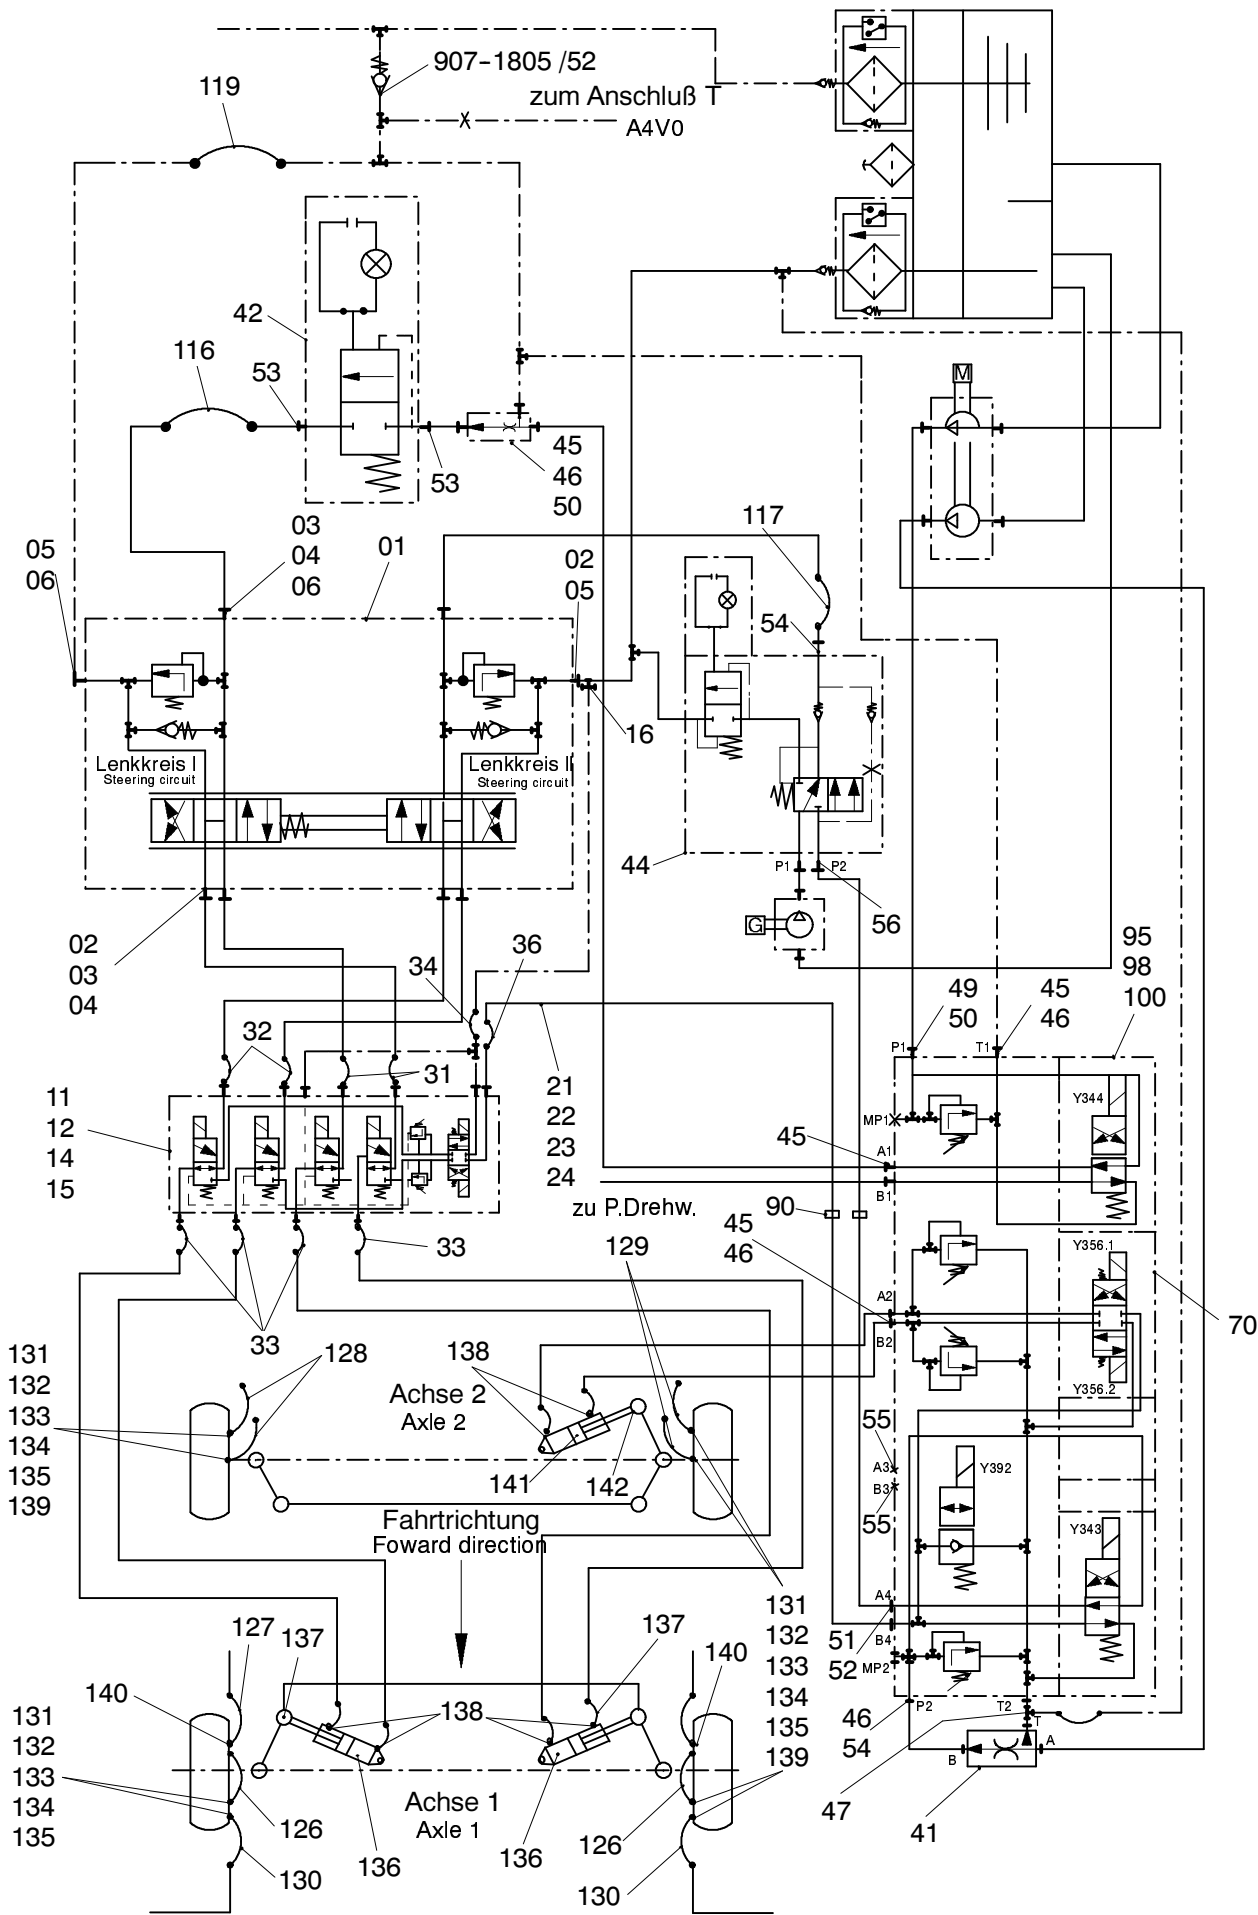 907-1805 /52
zum Anschluß T
A4V0
119
42
116
53
53
45
46
50
M
117
03
04
06
01
05
06
02
05
54
16
Lenkkreis I
Steering circuit
Lenkkreis II
Steering circuit
44
P1
P2
56
G
02
03
04
34
36
95
98
100
49
50
45
46
P1
T1
32
31
11
12
14
15
21
22
23
24
MP1
Y344
45
A1
B1
zu P.Drehw.
90
33
129
45
46
Y356.1
70
A2
B2
33
128
138
Y356.2
131
132
133
134
135
139
Achse 2
Axle 2
141
142
55
A3
B3
55
Y392
Y343
Fahrtrichtung
Foward direction
131
132
133
134
135
139
A4
51
52
B4
MP2
127
137
137
140
140
138
131
132
133
134
135
46
54
P2
T2
T
B
A
47
41
Achse 1
Axle 1
126
136
136
126
130
130